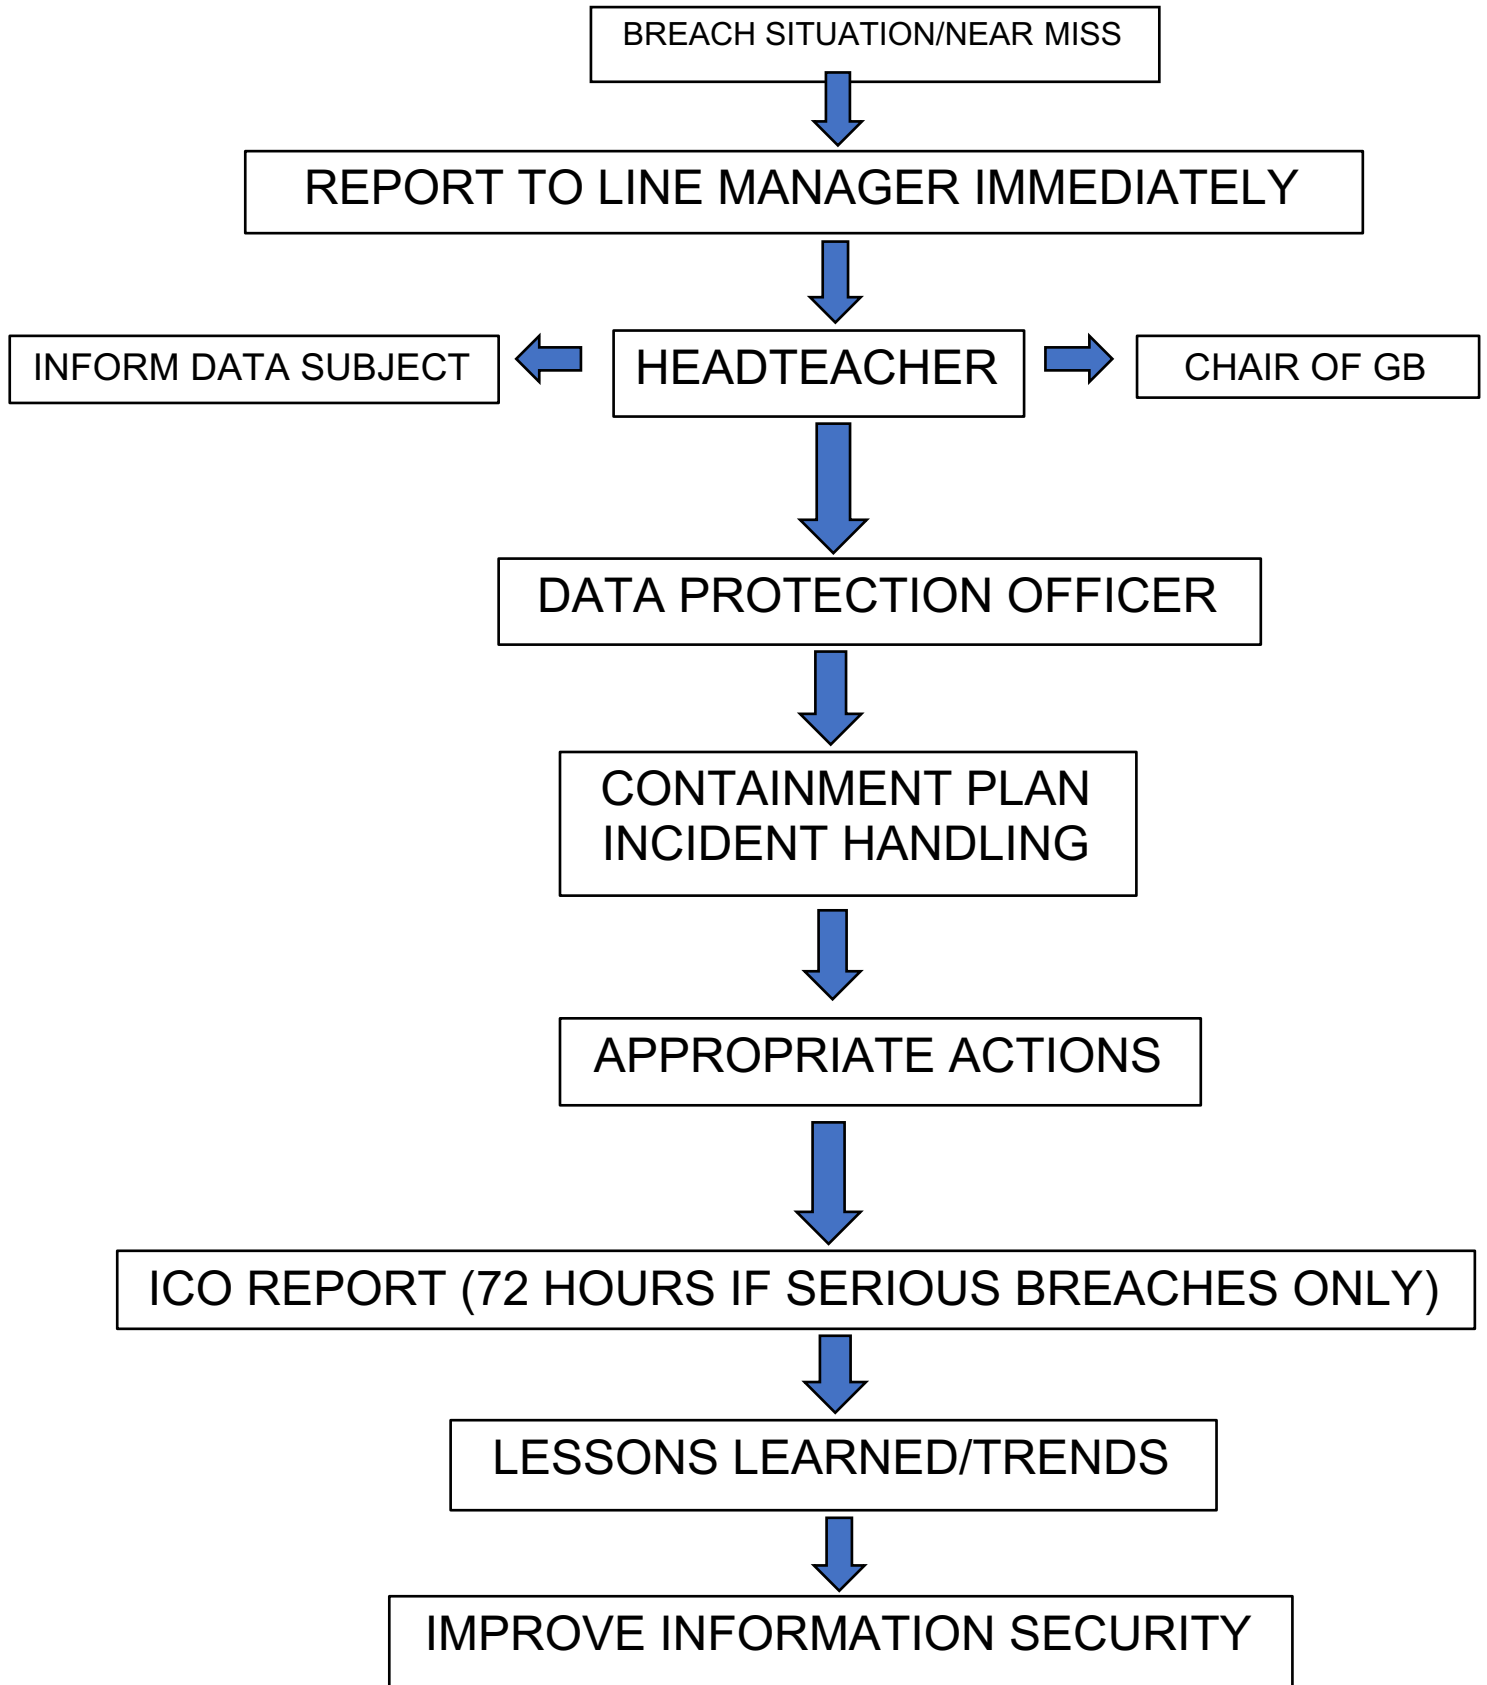 BREACH SITUATION/NEAR MISS
REPORT TO LINE MANAGER IMMEDIATELY
INFORM DATA SUBJECT
HEADTEACHER
CHAIR OF GB
DATA PROTECTION OFFICER
CONTAINMENT PLAN
INCIDENT HANDLING
APPROPRIATE ACTIONS
ICO REPORT (72 HOURS IF SERIOUS BREACHES ONLY)
LESSONS LEARNED/TRENDS
IMPROVE INFORMATION SECURITY